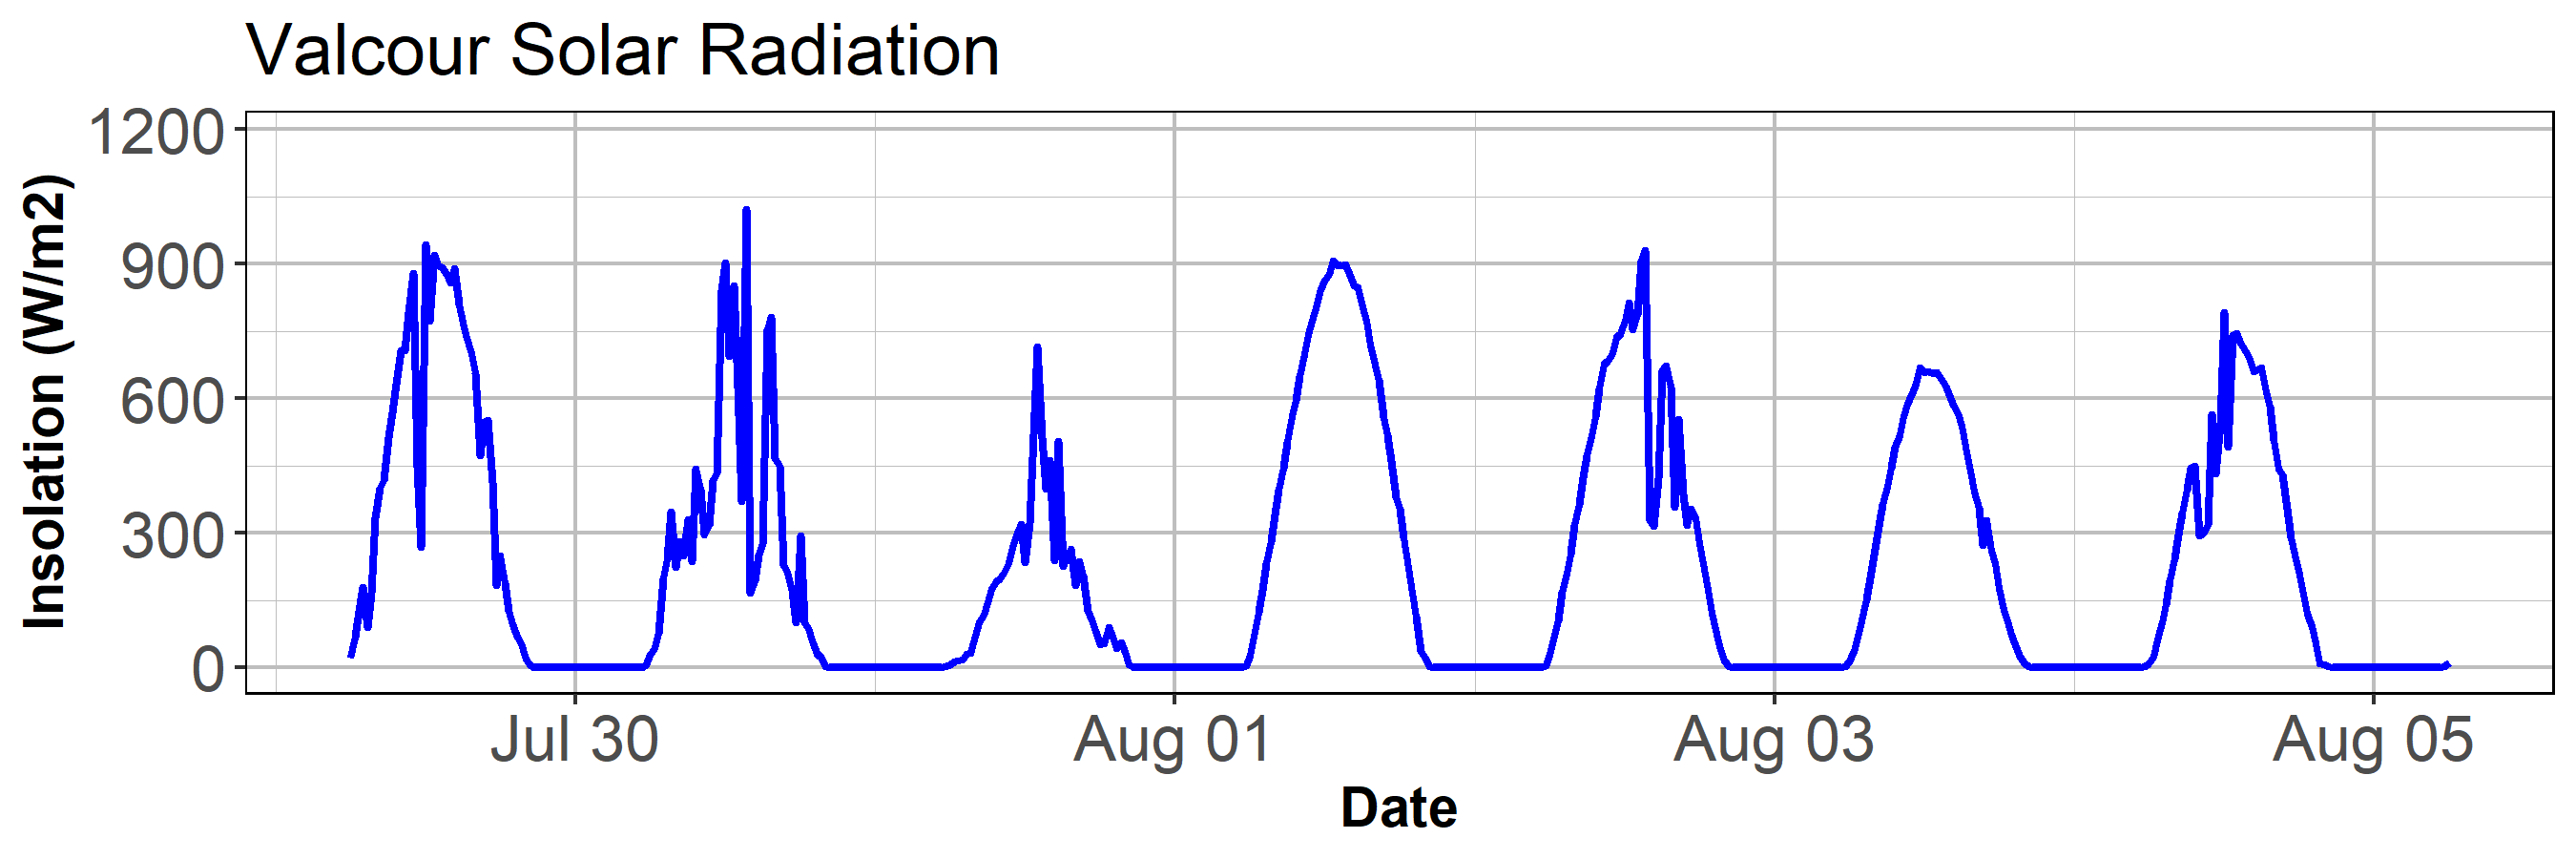 Valcour Solar Radiation
1200
900
600
300
0
Insolation (W/m2)
Jul 30 Aug 01 Aug 03 Aug 05
Date